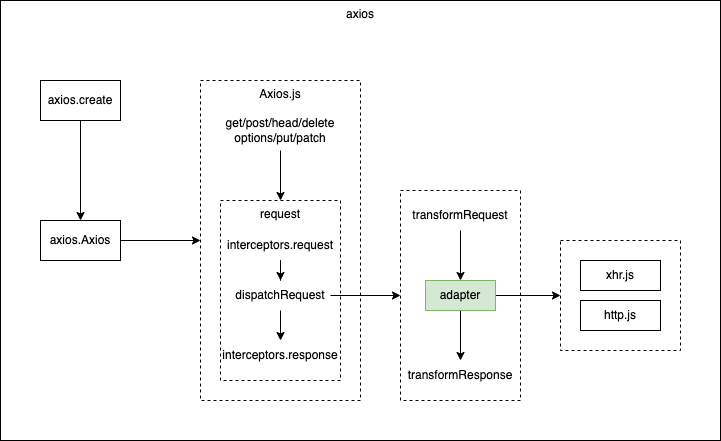 axios
axios.create
axios.Axios
Axios.js
get/post/head/delete
options/put/patch
request
interceptors.request
dispatchRequest
interceptors.response
transformRequest
adapter
transformResponse
xhr.js
http.js